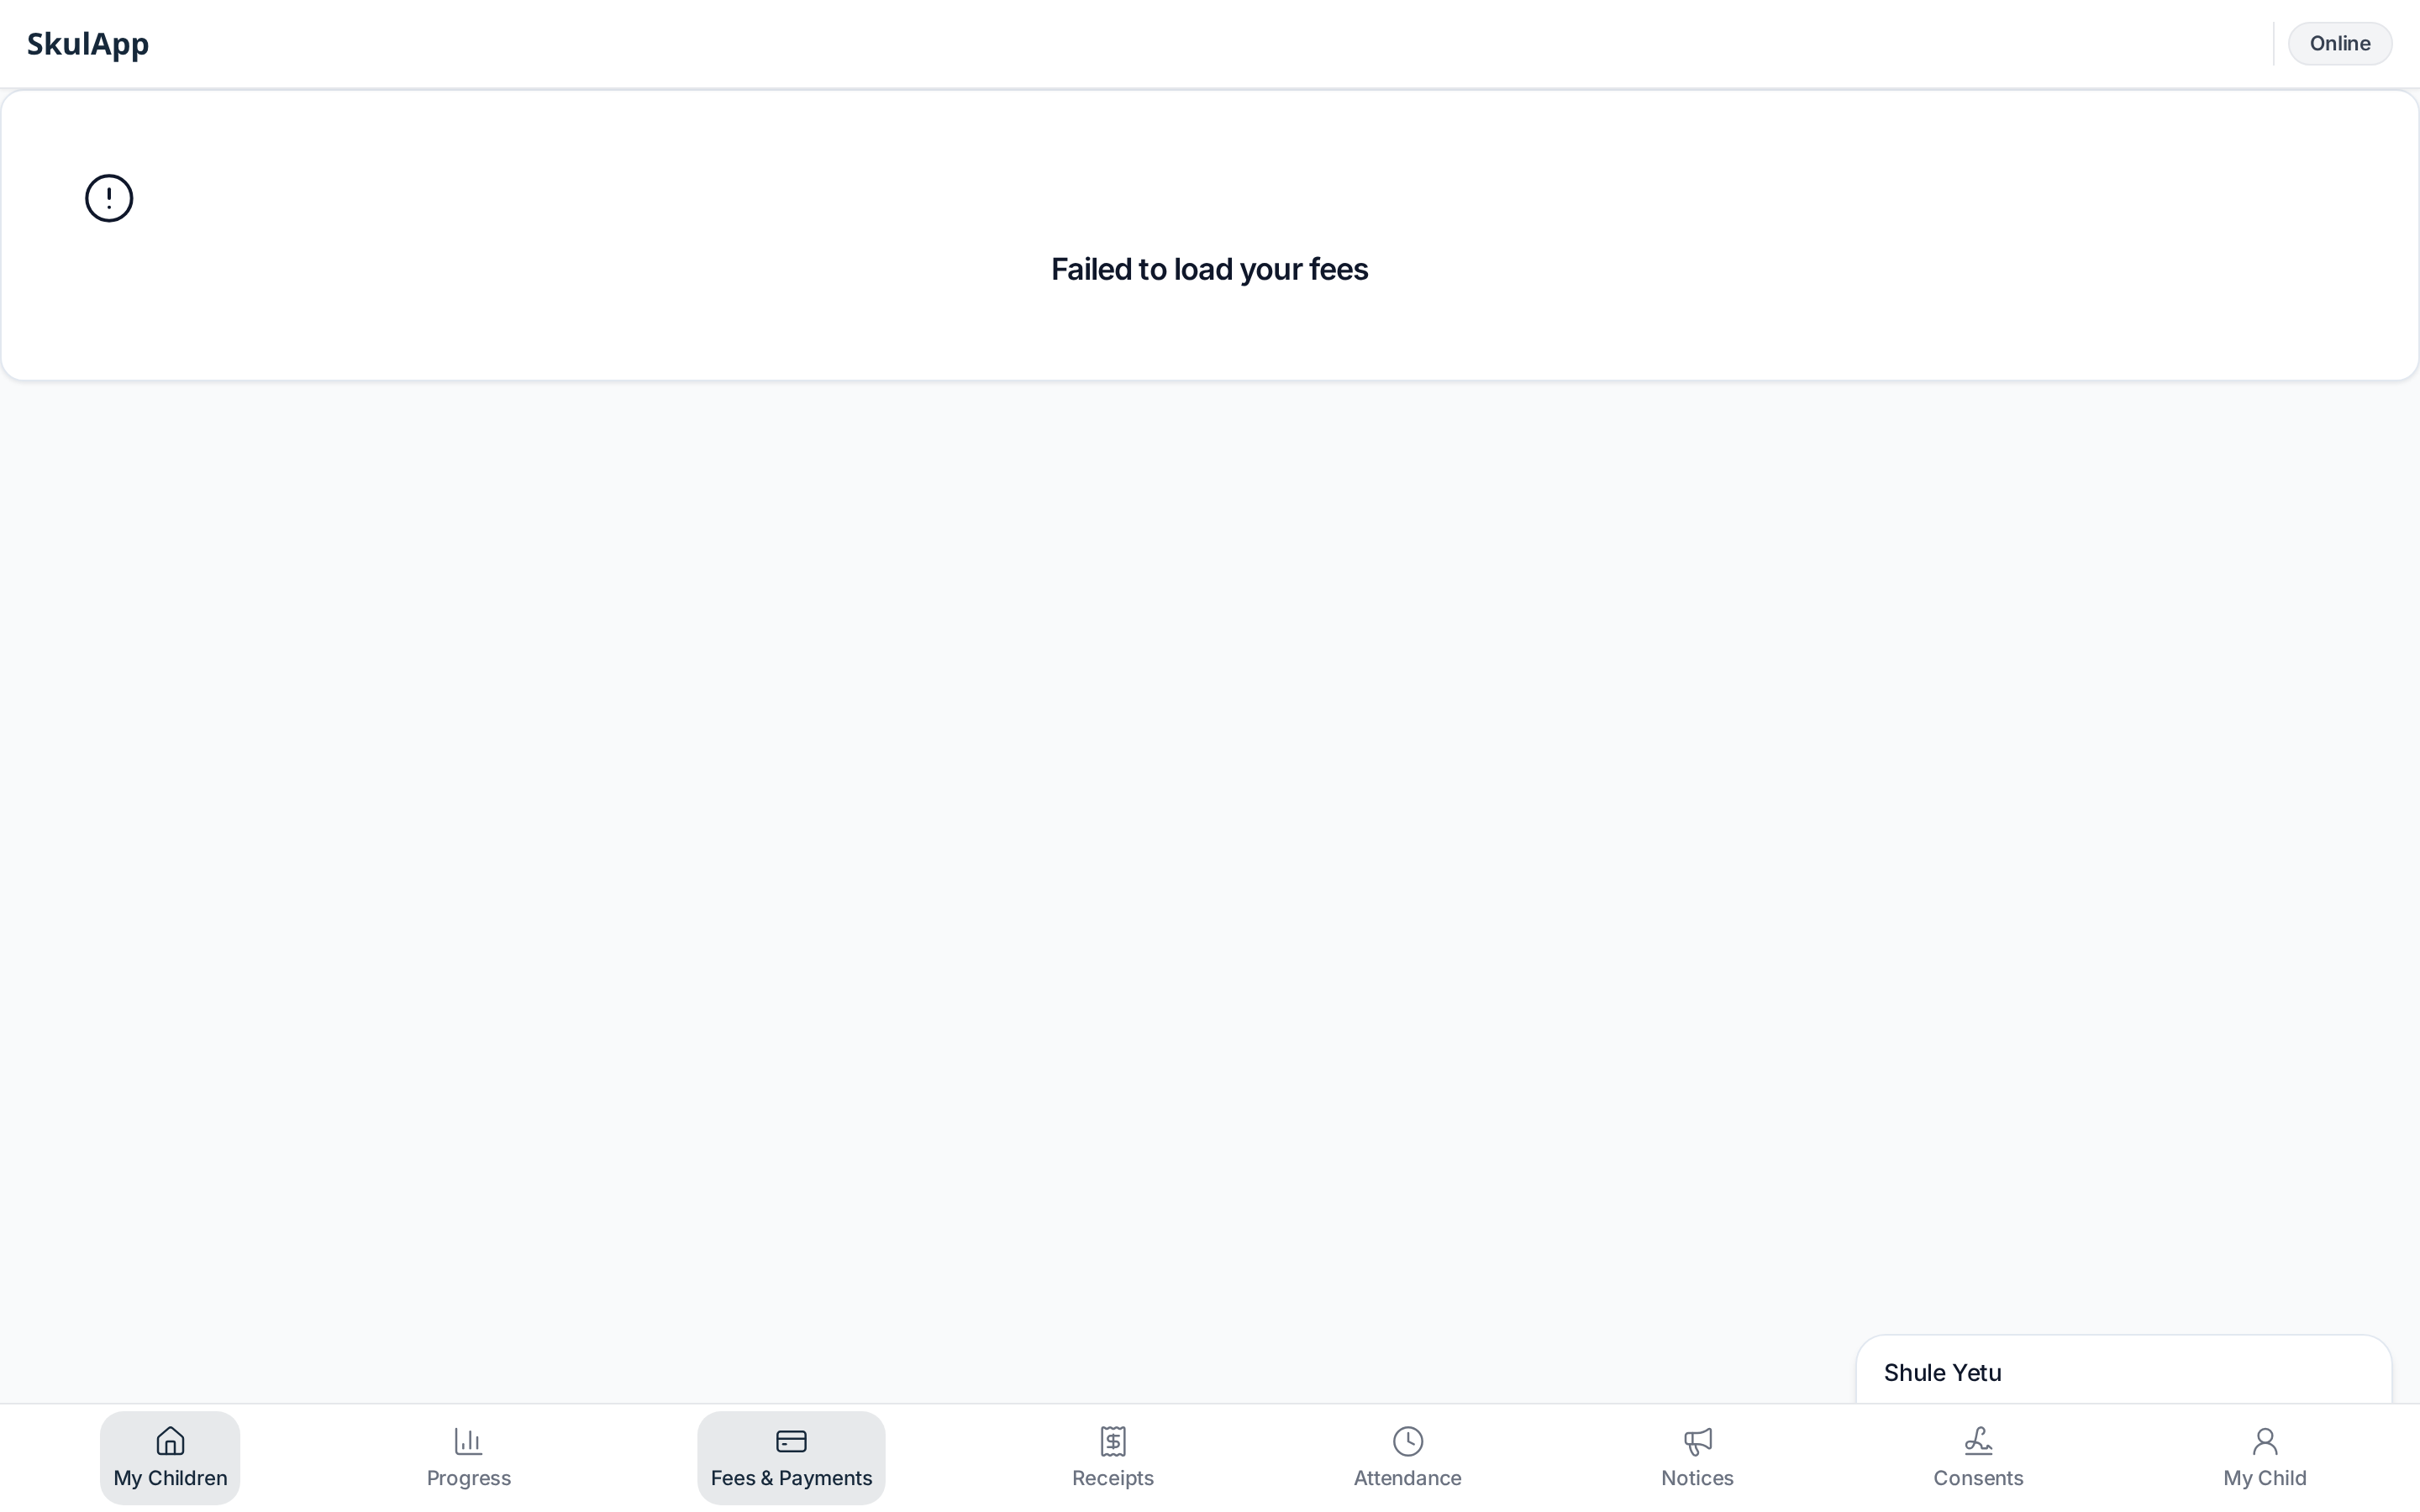 SkulApp
Online
Failed to load your fees
Shule Yetu
My Children
Progress
Fees & Payments
Receipts
Attendance
Notices
Consents
My Child